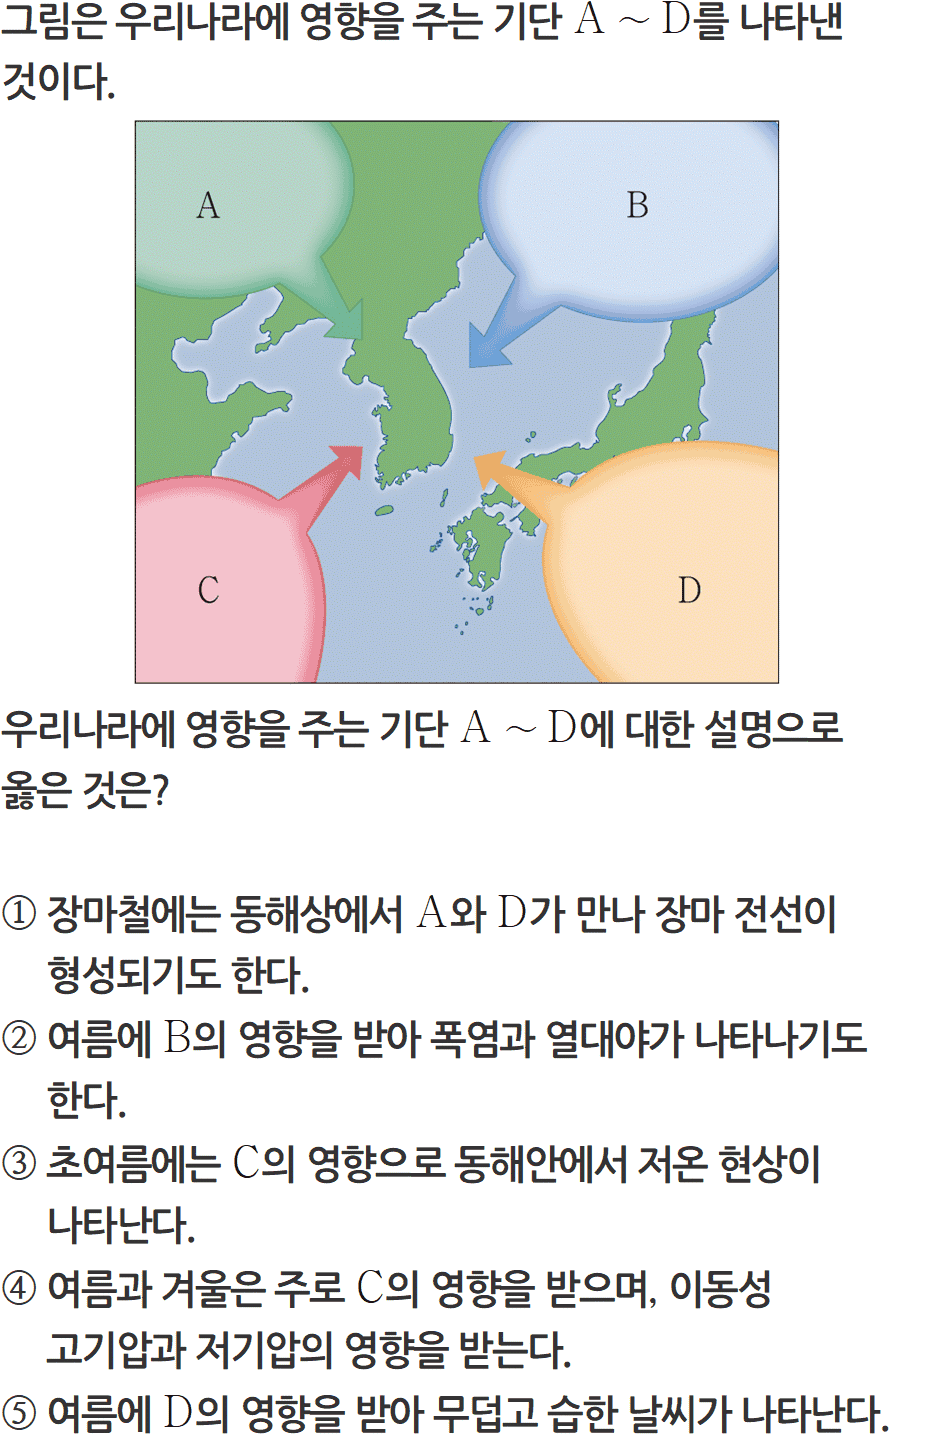 그림은 우리나라에 영향을 주는 기단 A ~ D를 나타낸
것이다.
A
B
C
D
우리나라에 영향을 주는 기단 A ~ D에 대한 설명으로
옳은 것은?
① 장마철에는 동해상에서 A와 D가 만나 장마 전선이
형성되기도 한다.
② 여름에 B의 영향을 받아 폭염과 열대야가 나타나기도
한다.
③ 초여름에는 C의 영향으로 동해안에서 저온 현상이
나타난다.
④ 여름과 겨울은 주로 C의 영향을 받으며, 이동성
고기압과 저기압의 영향을 받는다.
⑤ 여름에 D의 영향을 받아 무덥고 습한 날씨가 나타난다.